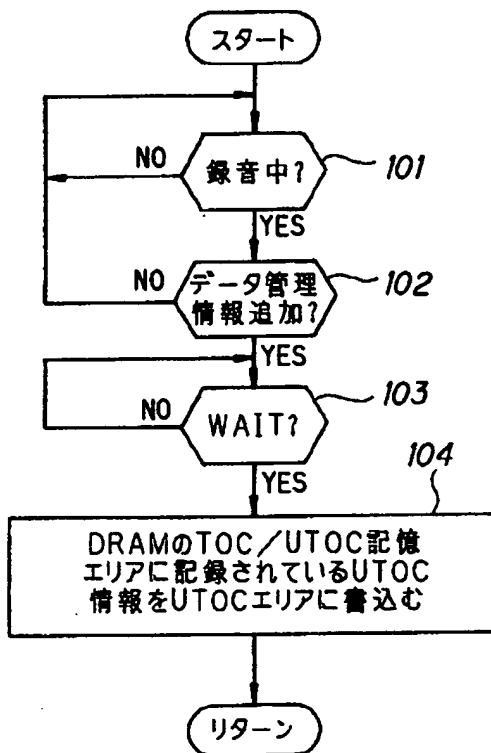 スタート
NO
録音中?
101
YES
NO
データ管理
情報追加?
102
YES
NO
WAIT?
103
YES
104
DRAMのTOC/UTOC記憶
エリアに記録されているUTOC
情報をUTOCエリアに書込む
リターン